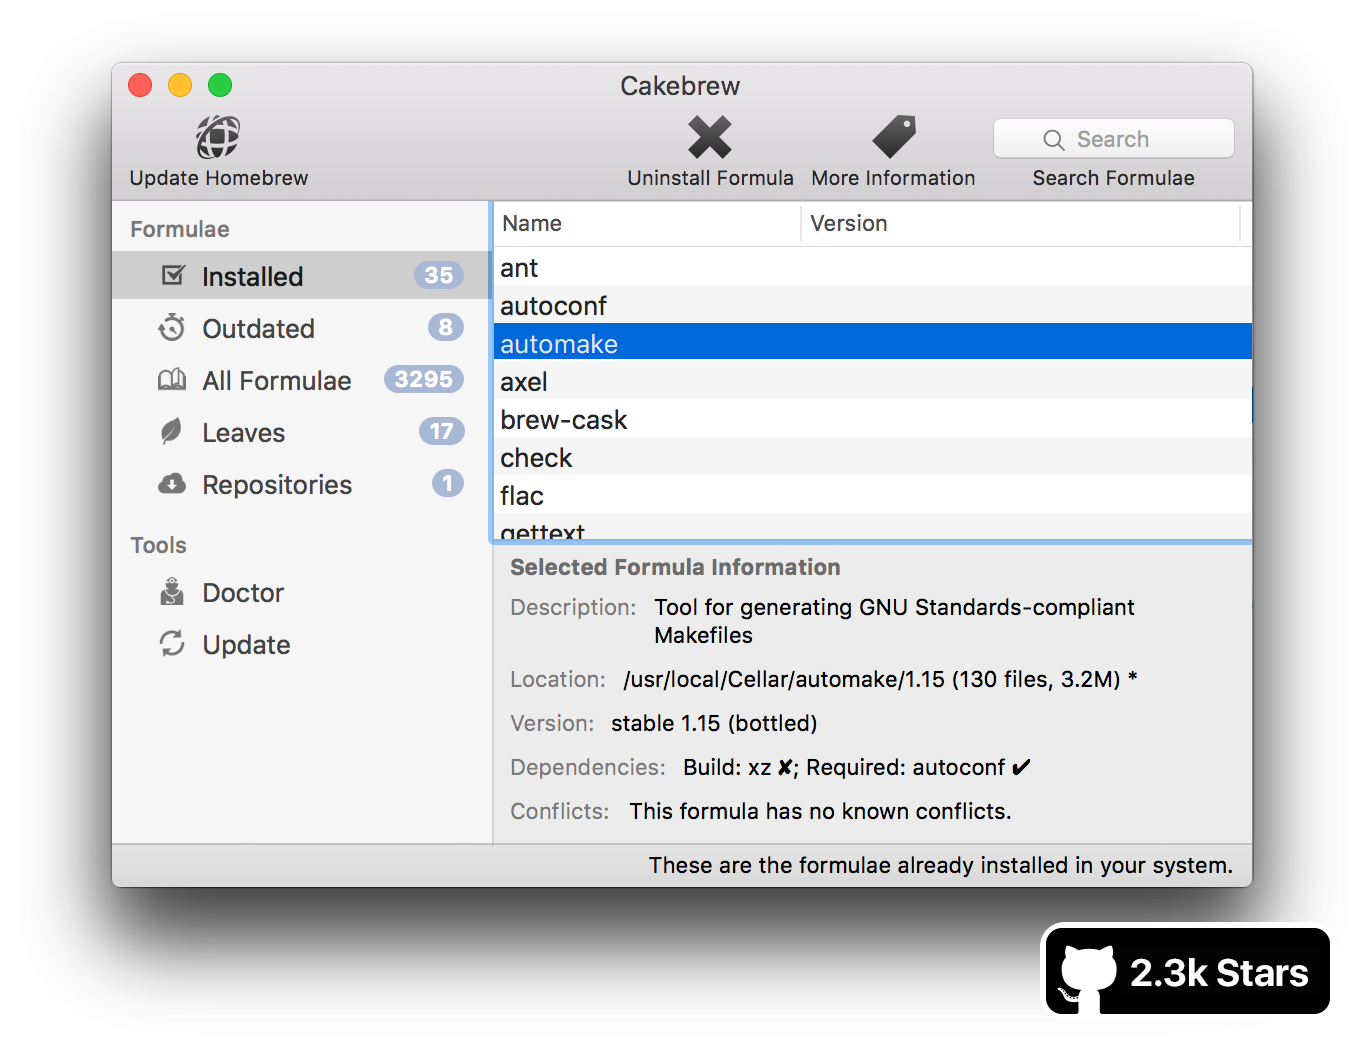 Cakebrew
Update Homebrew
Uninstall Formula
More Information
Search
Search Formulae
Formulae
Installed 35
Outdated 8
All Formulae 3295
Leaves 17
Repositories 1
Tools
Doctor
Update
Name Version
ant
autoconf
automake
axel
brew-cask
check
flac
gettext
Selected Formula Information
Description: Tool for generating GNU Standards-compliant
Makefiles
Location: /usr/local/Cellar/automake/1.15 (130 files, 3.2M) *
Version: stable 1.15 (bottled)
Dependencies: Build: xz ✘; Required: autoconf ✔
Conflicts: This formula has no known conflicts.
These are the formulae already installed in your system.
2.3k Stars